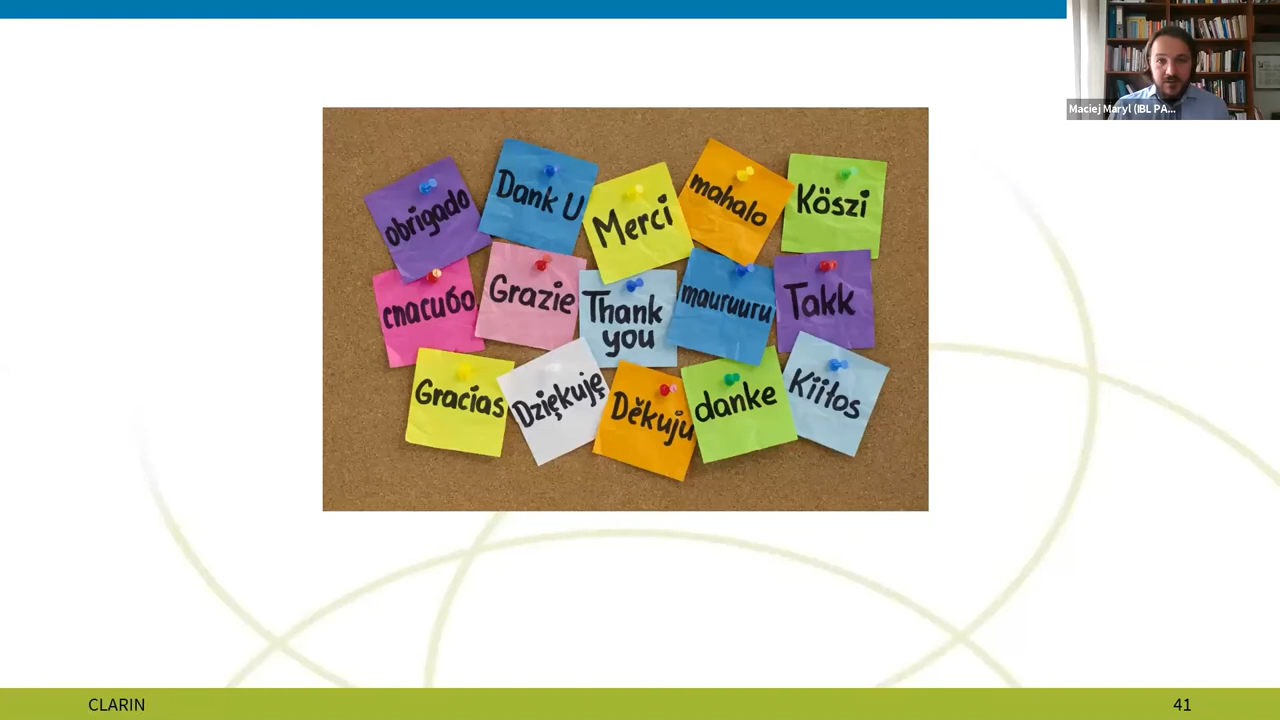 Maciej Maryl (IBL PA...
obrigado
Dank U
Merci
mahalo
Köszi
спасибо
Grazie
Thank
you
mauruuru
Takk
Gracias
Dziękuję
Děkuju
danke
Kiitos
CLARIN
41